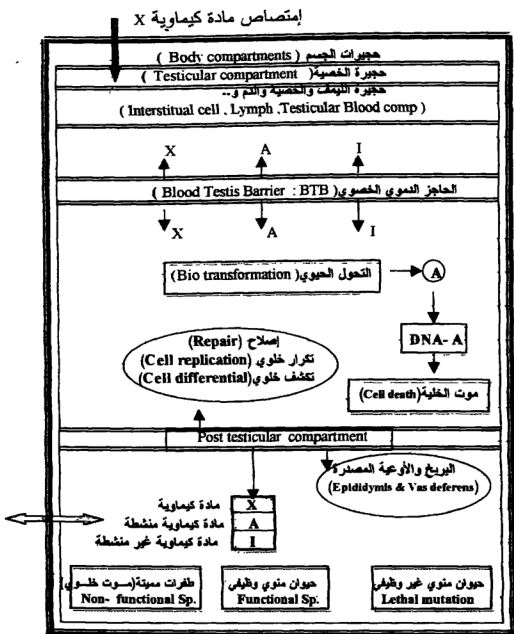 إمتصاص مادة كيماوية X
حجيرات الجسم ( Body compartments )
حجيرة الخصية( Testicular compartment )
حجيرة الليمف والخصية والدم و..
( Interstitual cell , Lymph ,Testicular Blood comp )
X A I
الحاجز الدموي الخصوي( Blood Testis Barrier : BTB )
X A I
التحول الحيوي( Bio transformation) A
إصلاح (Repair)
تكرار خلوي (Cell replication)
تكشف خلوي(Cell differential)
DNA- A
موت الخلية(Cell death)
Post testicular compartment
البربخ والأوعية المصدرة
(Epididymis & Vas deferens)
مادة كيماوية X
مادة كيماوية منشطة A
مادة كيماوية غير منشطة I
طفرات مميتة(موت خلوي)
Non- functional Sp.
حيوان منوي وظيفي
Functional Sp.
حيوان منوي غير وظيفي
Lethal mutation